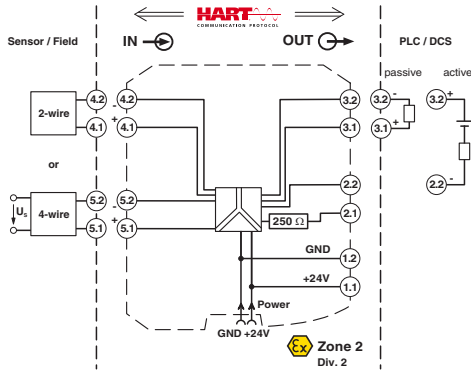 HART
COMMUNICATION PROTOCOL
Sensor / Field
IN
OUT
PLC / DCS
passive
active
2-wire
4.2
4.1
4.2
-
+
4.1
3.2
3.1
3.2
-
+
3.1
3.2
+
-
2.2
or
Us
4-wire
5.2
5.1
5.2
-
+
5.1
2.2
250 Ω
2.1
GND
1.2
+24V
1.1
Power
GND +24V
Ex
Zone 2
Div. 2